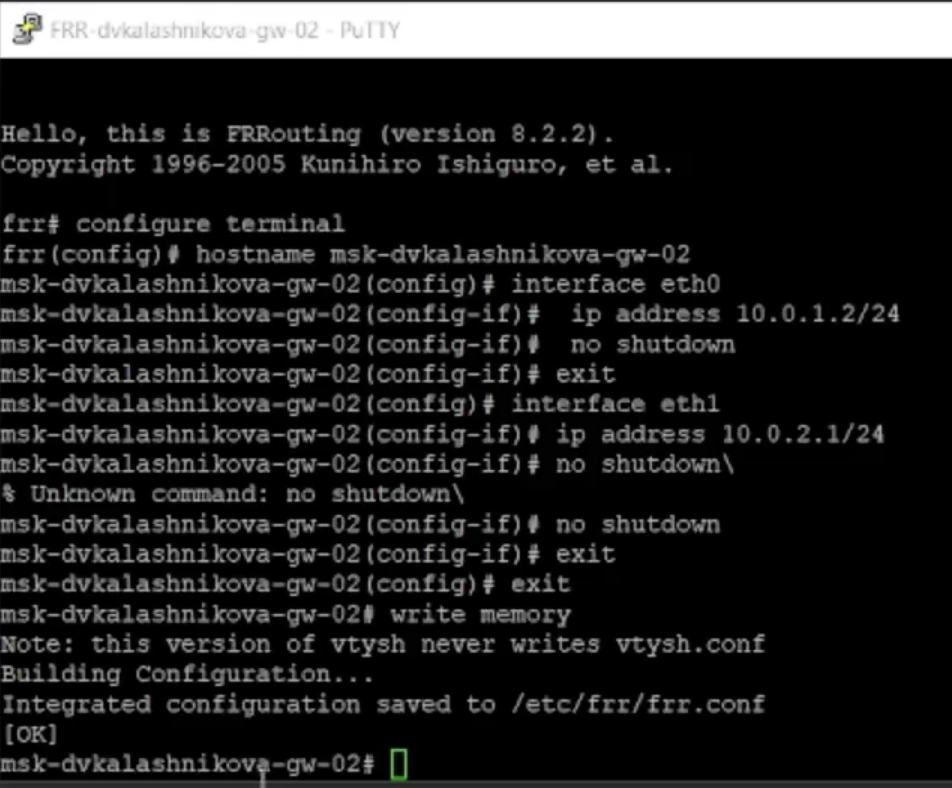 FRR-dvkalashnikova-gw-02 - PuTTY
Hello, this is FRRouting (version 8.2.2).
Copyright 1996-2005 Kunihiro Ishiguro, et al.
frr# configure terminal
frr(config)# hostname msk-dvkalashnikova-gw-02
msk-dvkalashnikova-gw-02(config)# interface eth0
msk-dvkalashnikova-gw-02(config-if)#  ip address 10.0.1.2/24
msk-dvkalashnikova-gw-02(config-if)#  no shutdown
msk-dvkalashnikova-gw-02(config-if)# exit
msk-dvkalashnikova-gw-02(config)# interface eth1
msk-dvkalashnikova-gw-02(config-if)# ip address 10.0.2.1/24
msk-dvkalashnikova-gw-02(config-if)# no shutdown\
% Unknown command: no shutdown\
msk-dvkalashnikova-gw-02(config-if)# no shutdown
msk-dvkalashnikova-gw-02(config-if)# exit
msk-dvkalashnikova-gw-02(config)# exit
msk-dvkalashnikova-gw-02# write memory
Note: this version of vtysh never writes vtysh.conf
Building Configuration...
Integrated configuration saved to /etc/frr/frr.conf
[OK]
msk-dvkalashnikova-gw-02#